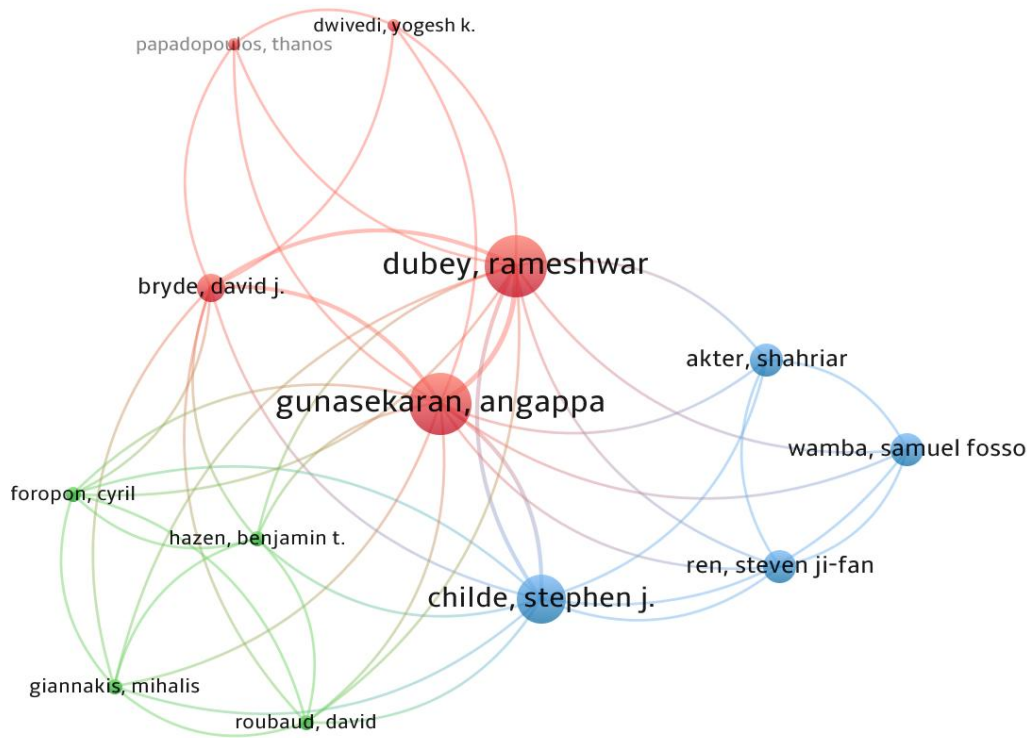 dwivedi, yogesh k.
papadopoulos, thanos
dubey, rameshwar
bryde, david j.
akter, shahriar
gunasekaran, angappa
wamba, samuel fosso
foropon, cyril
hazen, benjamin t.
ren, steven ji-fan
childe, stephen j.
giannakis, mihalis
roubaud, david